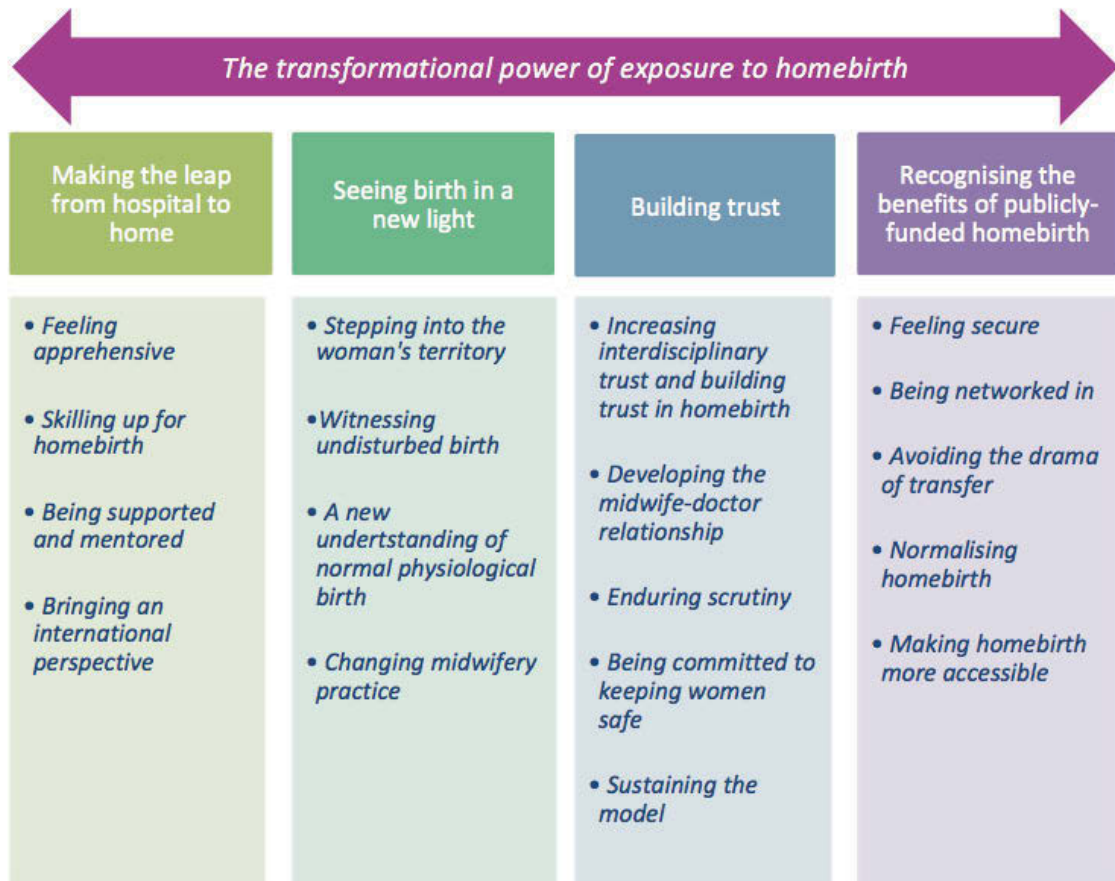 The transformational power of exposure to homebirth
Making the leap
from hospital to
home
• Feeling
apprehensive
• Skilling up for
homebirth
• Being supported
and mentored
• Bringing an
international
perspective
Seeing birth in a
new light
• Stepping into the
woman's territory
•Witnessing
undisturbed birth
• A new
undertstanding of
normal physiological
birth
• Changing midwifery
practice
Building trust
• Increasing
interdisciplinary
trust and building
trust in homebirth
• Developing the
midwife-doctor
relationship
• Enduring scrutiny
• Being committed to
keeping women
safe
• Sustaining the
model
Recognising the
benefits of publicly-
funded homebirth
• Feeling secure
• Being networked in
• Avoiding the drama
of transfer
• Normalising
homebirth
• Making homebirth
more accessible